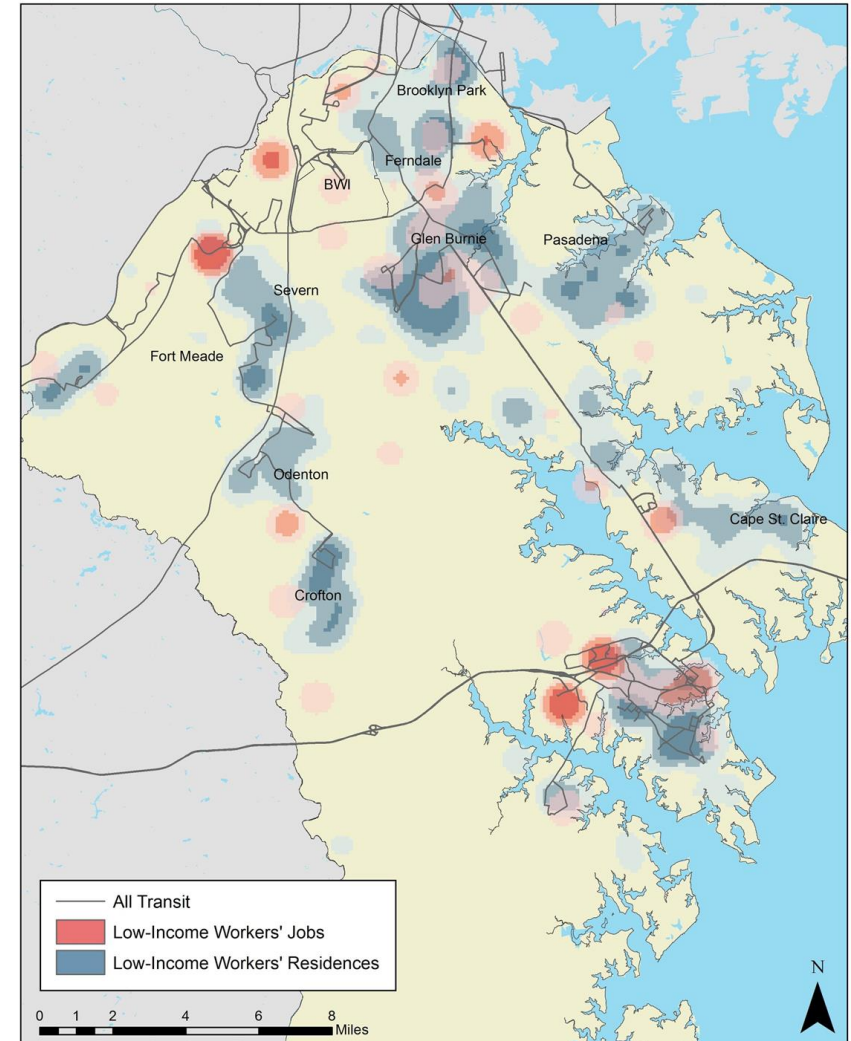 Brooklyn Park
Ferndale
BWI
Glen Burnie
Pasadena
Severn
Fort Meade
Odenton
Cape St. Claire
Crofton
All Transit
Low-Income Workers' Jobs
Low-Income Workers' Residences
N
0 1 2 4 6 8
Miles